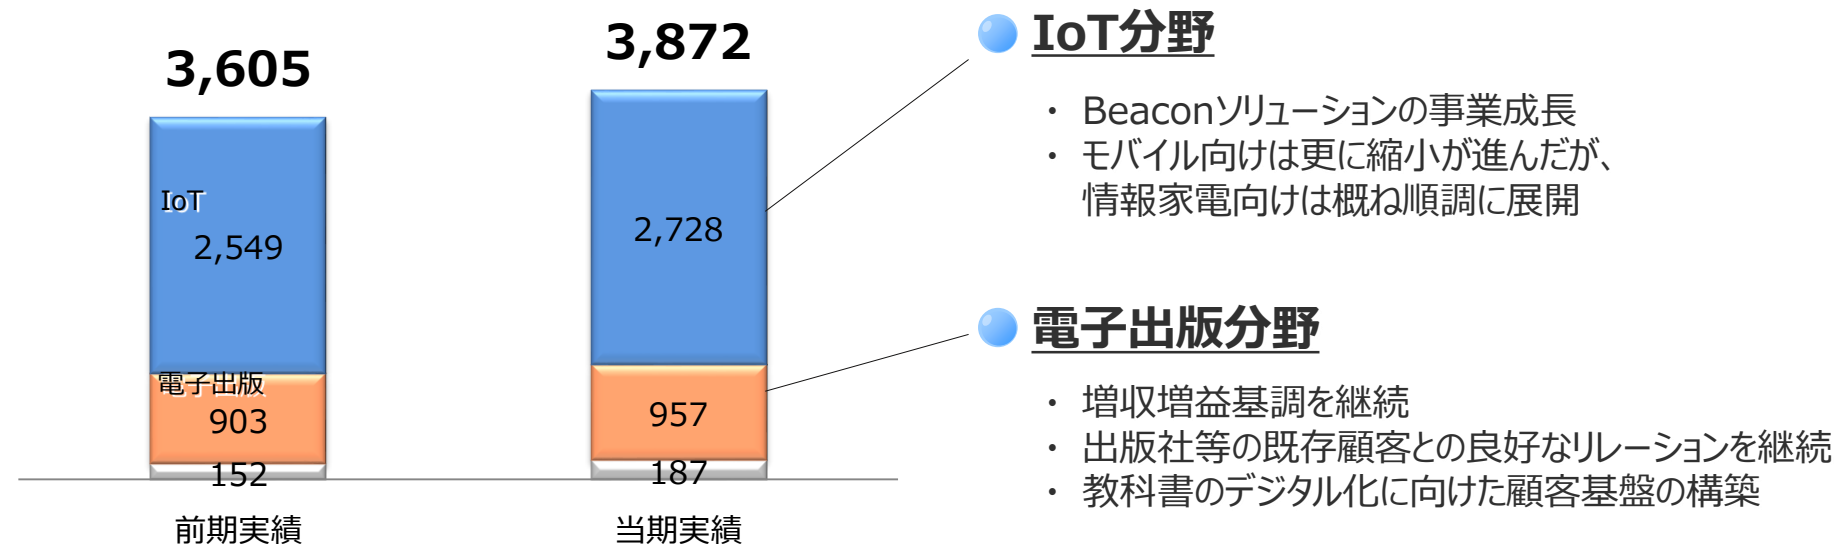 3,605
IoT
2,549
電子出版
903
152
前期実績
3,872
2,728
957
187
当期実績
IoT分野
・ Beaconソリューションの事業成長
・ モバイル向けは更に縮小が進んだが、
情報家電向けは概ね順調に展開
電子出版分野
・ 増収増益基調を継続
・ 出版社等の既存顧客との良好なリレーションを継続
・ 教科書のデジタル化に向けた顧客基盤の構築